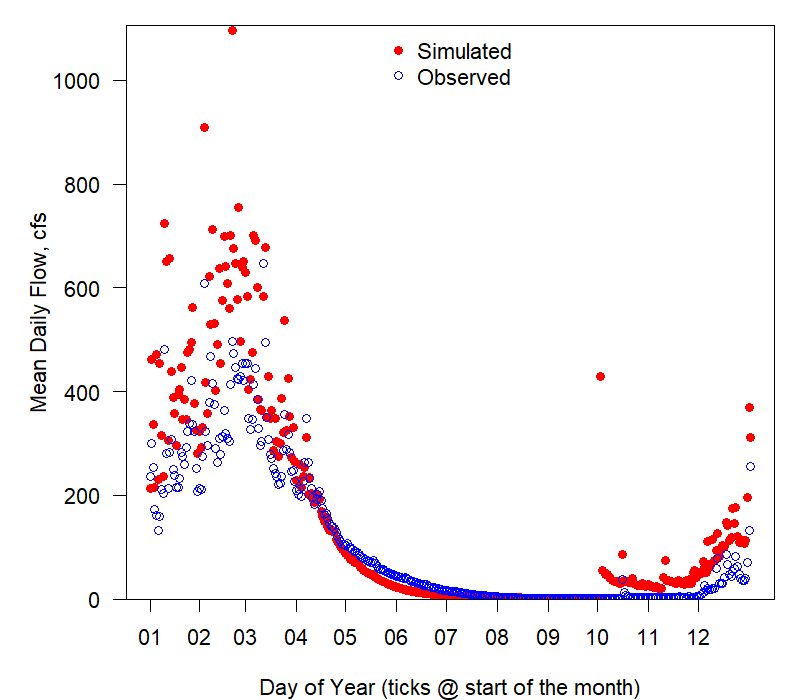 Simulated
Observed
Mean Daily Flow, cfs
1000
800
600
400
200
0
01 02 03 04 05 06 07 08 09 10 11 12
Day of Year (ticks @ start of the month)